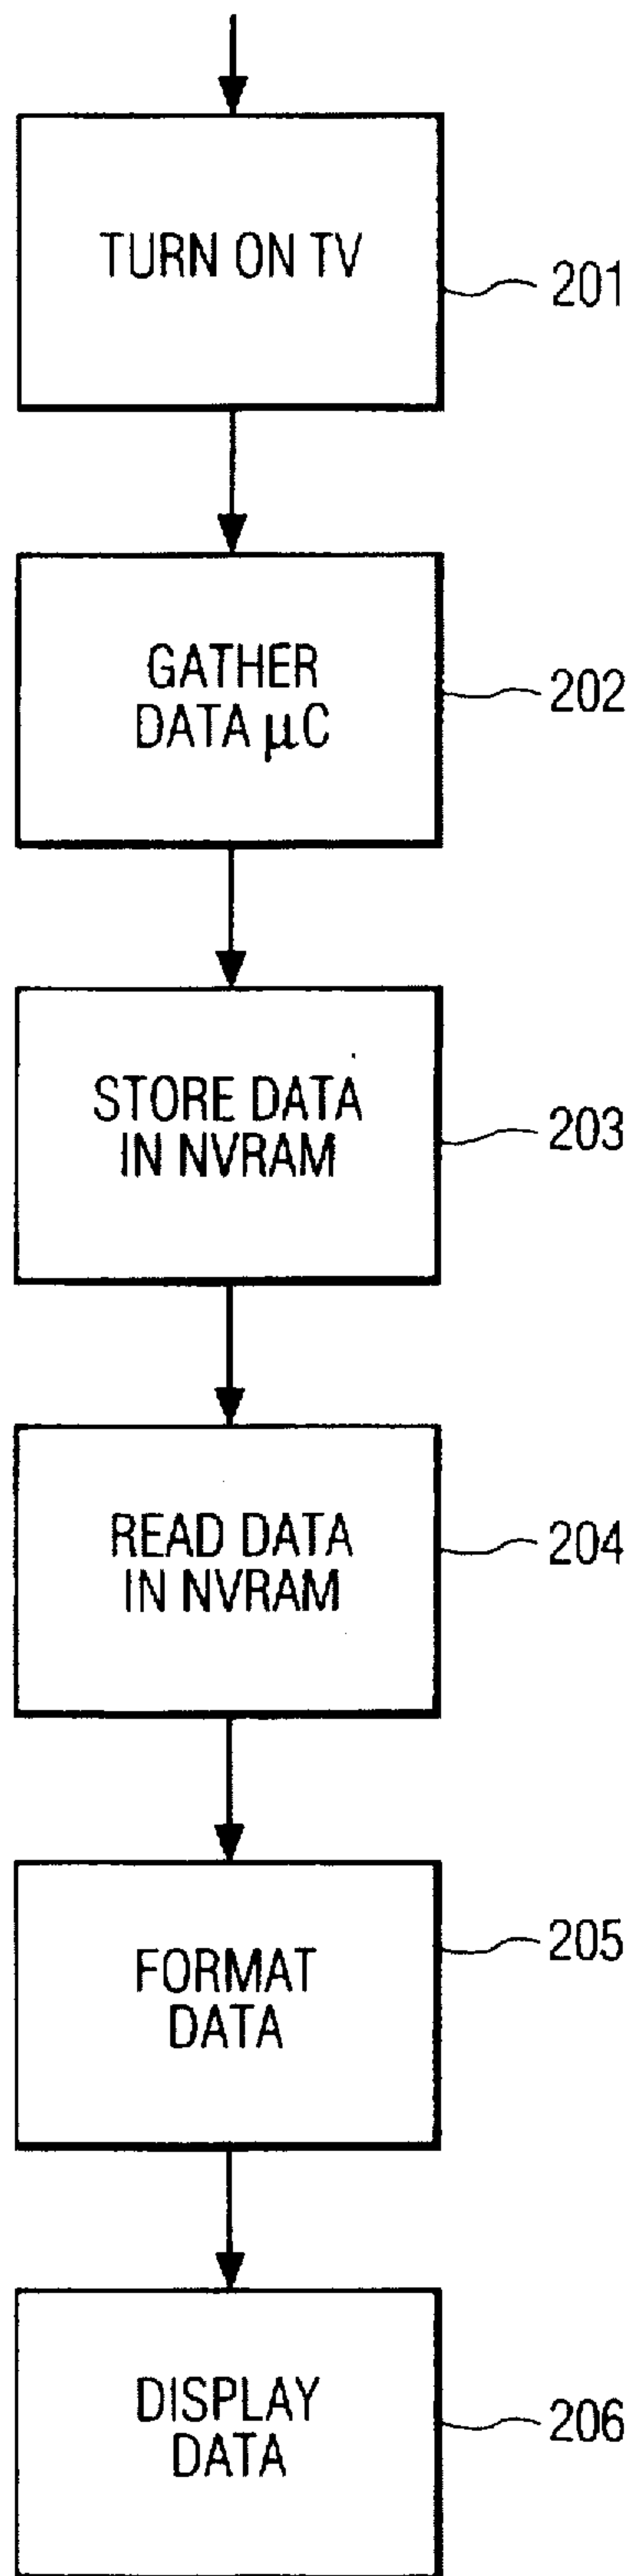 TURN ON TV
201
GATHER
DATA µC
202
STORE DATA
IN NVRAM
203
READ DATA
IN NVRAM
204
FORMAT
DATA
205
DISPLAY
DATA
206